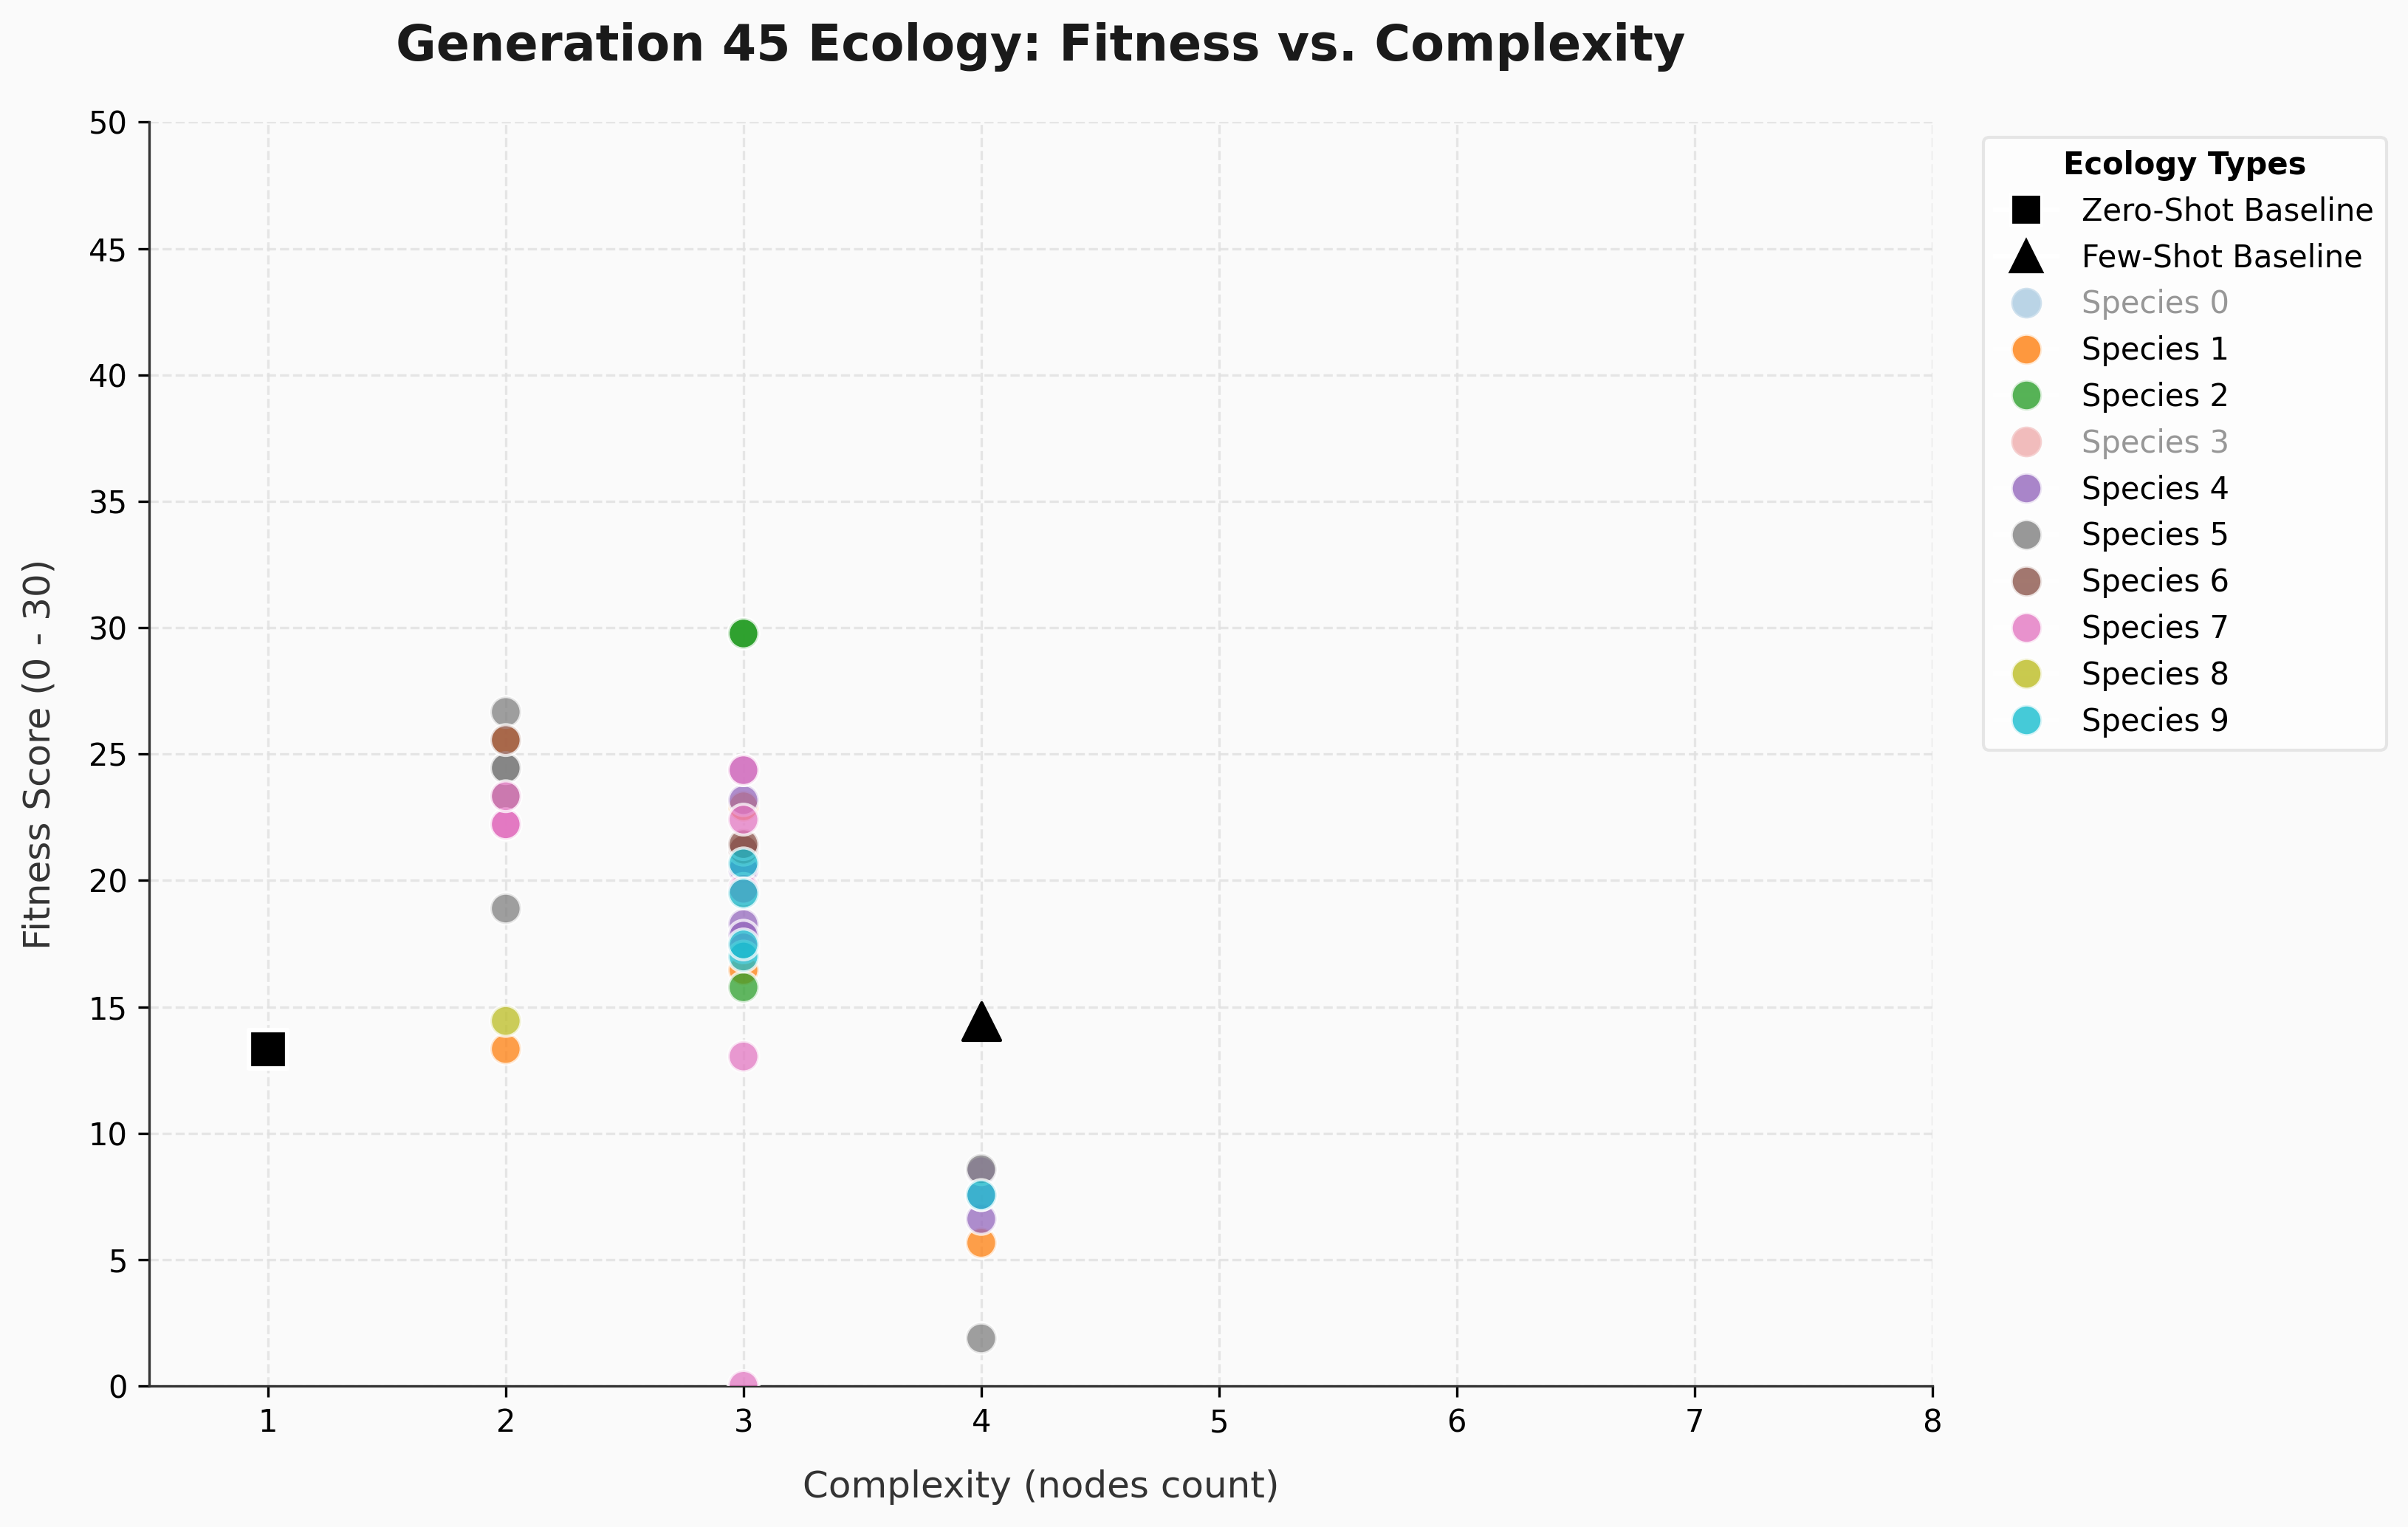 Generation 45 Ecology: Fitness vs. Complexity
50
45
40
35
30
25
20
15
10
5
0
Fitness Score (0 - 30)
1 2 3 4 5 6 7 8
Complexity (nodes count)
Ecology Types
Zero-Shot Baseline
Few-Shot Baseline
Species 0
Species 1
Species 2
Species 3
Species 4
Species 5
Species 6
Species 7
Species 8
Species 9